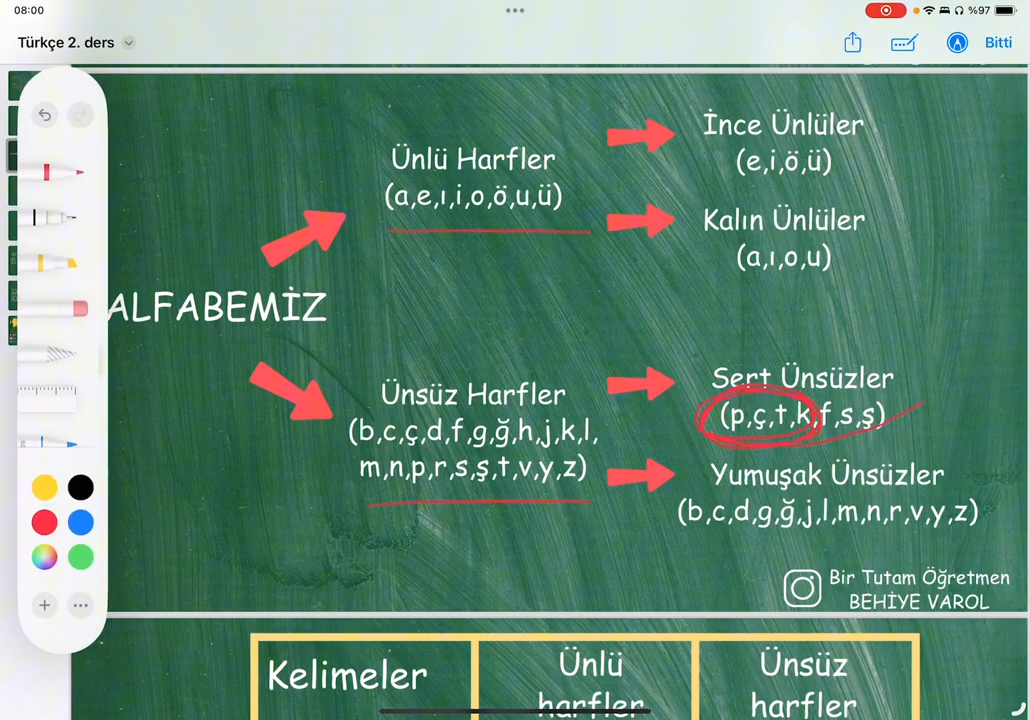 08:00
%97
Türkçe 2. ders
Bitti
ALFABEMİZ
Ünlü Harfler
(a,e,ı,i,o,ö,u,ü)
İnce Ünlüler
(e,i,ö,ü)
Kalın Ünlüler
(a,ı,o,u)
Ünsüz Harfler
(b,c,ç,d,f,g,ğ,h,j,k,l,
m,n,p,r,s,ş,t,v,y,z)
Sert Ünsüzler
(p,ç,t,k,f,s,ş)
Yumuşak Ünsüzler
(b,c,d,g,ğ,j,l,m,n,r,v,y,z)
Bir Tutam Öğretmen
BEHİYE VAROL
Kelimeler
Ünlü
harfler
Ünsüz
harfler